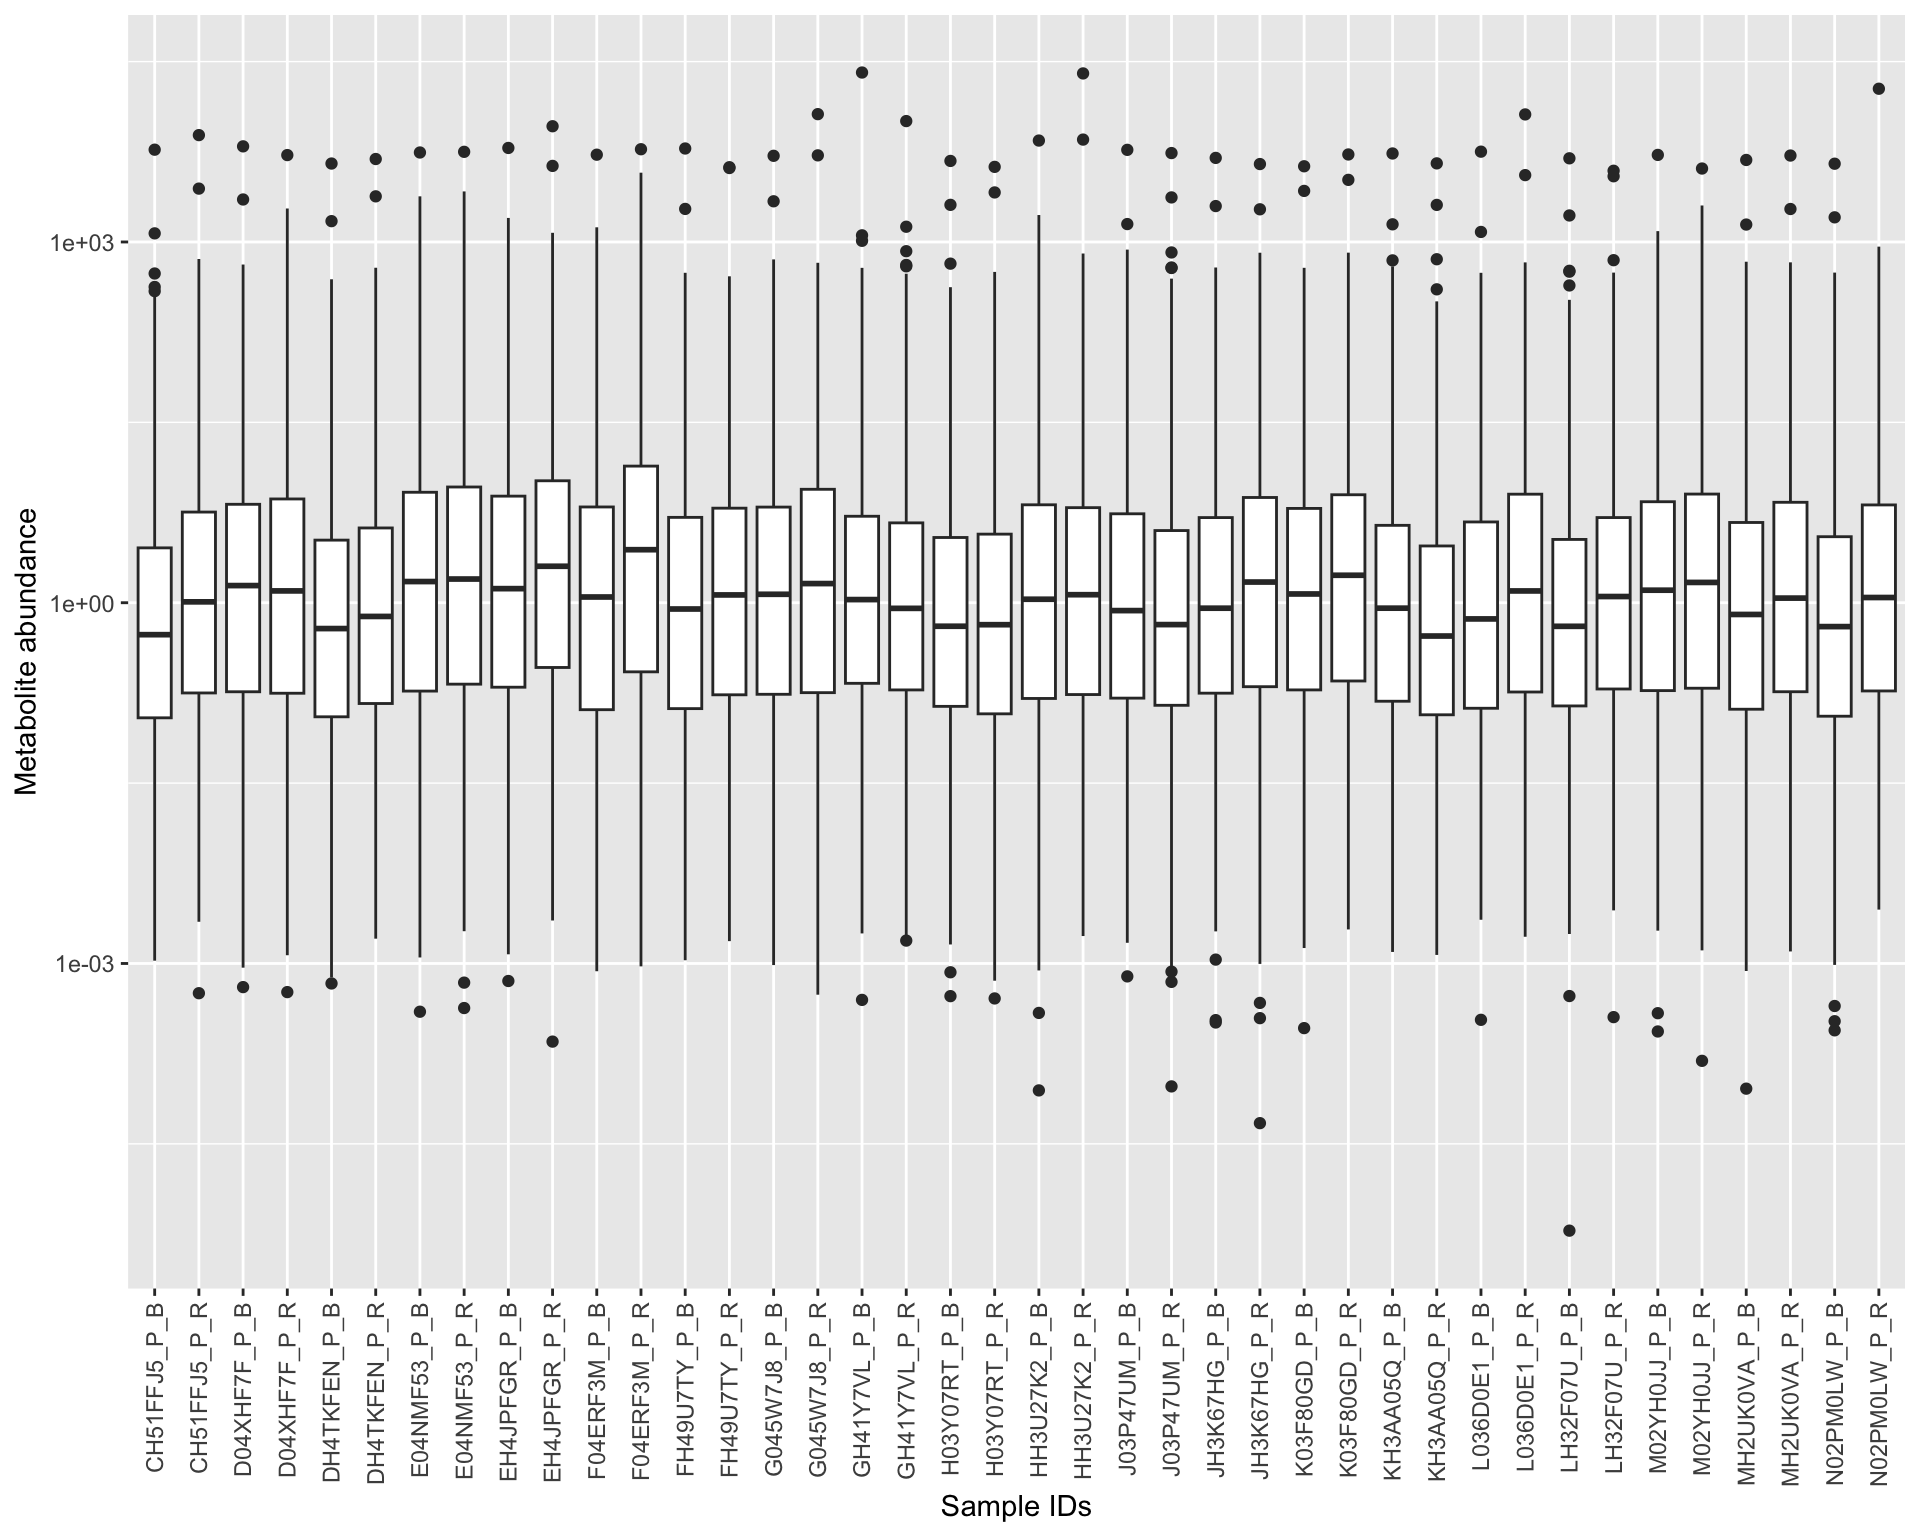 Metabolite abundance
1e+03
1e+00
1e-03
CH51FFJ5_P_B
CH51FFJ5_P_R
D04XHF7F_P_B
D04XHF7F_P_R
DH4TKFEN_P_B
DH4TKFEN_P_R
E04NMF53_P_B
E04NMF53_P_R
EH4JPFGR_P_B
EH4JPFGR_P_R
F04ERF3M_P_B
F04ERF3M_P_R
FH49U7TY_P_B
FH49U7TY_P_R
G045W7J8_P_B
G045W7J8_P_R
GH41Y7VL_P_B
GH41Y7VL_P_R
H03Y07RT_P_B
H03Y07RT_P_R
HH3U27K2_P_B
HH3U27K2_P_R
J03P47UM_P_B
J03P47UM_P_R
JH3K67HG_P_B
JH3K67HG_P_R
K03F80GD_P_B
K03F80GD_P_R
KH3AA05Q_P_B
KH3AA05Q_P_R
L036D0E1_P_B
L036D0E1_P_R
LH32F07U_P_B
LH32F07U_P_R
M02YH0JJ_P_B
M02YH0JJ_P_R
MH2UK0VA_P_B
MH2UK0VA_P_R
N02PM0LW_P_B
N02PM0LW_P_R
Sample IDs